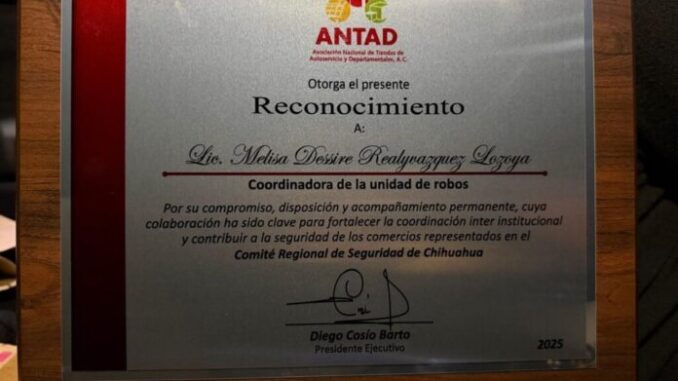 ANTAD
Asociación Nacional de Tiendas de
Autoservicio y Departamentales, A.C.
Otorga el presente
Reconocimiento
A:
Lic. Melisa Dessire Realyvazquez Lozoya
Coordinadora de la unidad de robos
Por su compromiso, disposición y acompañamiento permanente, cuya
colaboración ha sido clave para fortalecer la coordinación inter institucional
y contribuir a la seguridad de los comercios representados en el
Comité Regional de Seguridad de Chihuahua
Diego Cosío Barto
Presidente Ejecutivo
2025